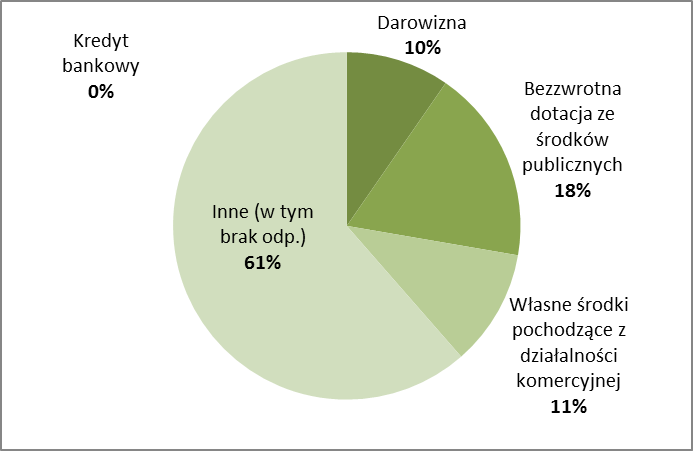 Kredyt
bankowy
0%
Darowizna
10%
Bezzwrotna
dotacja ze
środków
publicznych
18%
Inne (w tym
brak odp.)
61%
Własne środki
pochodzące z
działalności
komercyjnej
11%